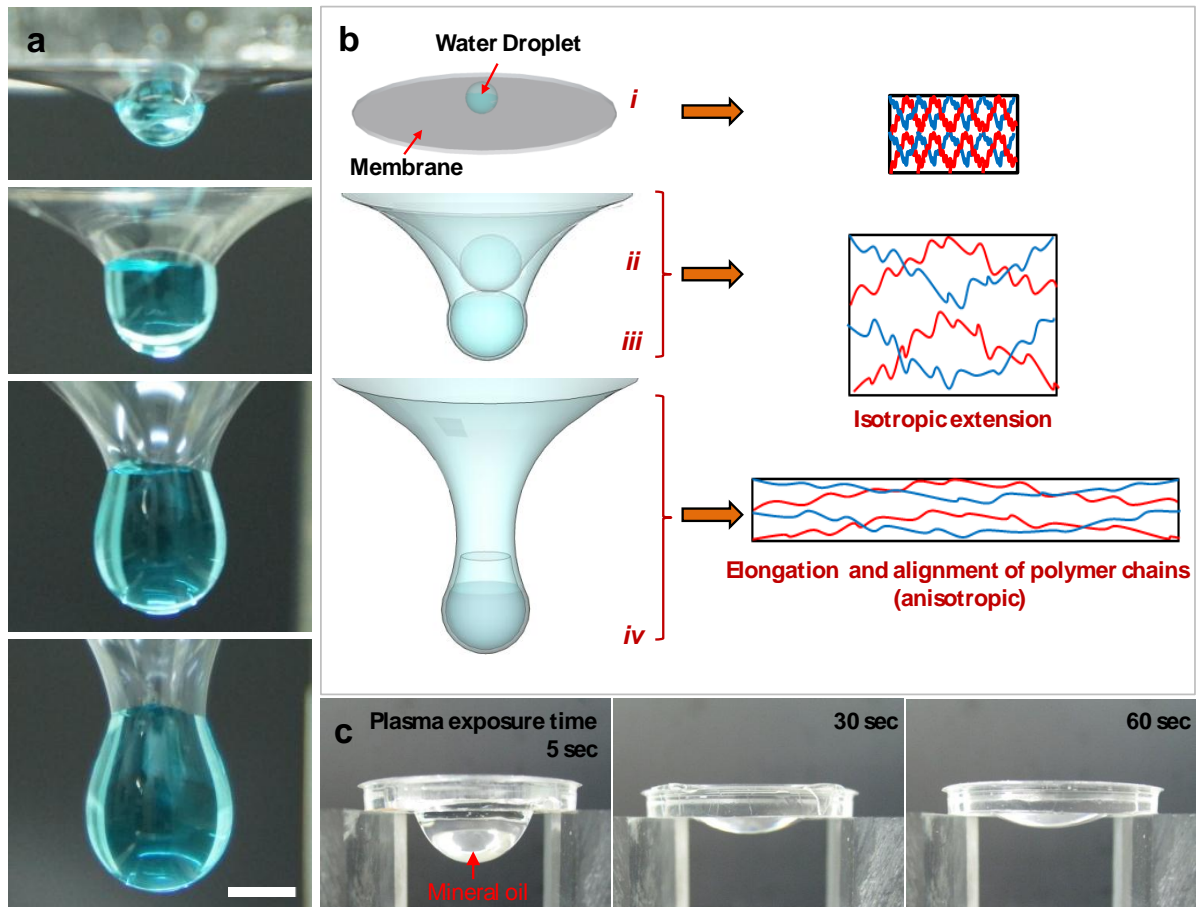 a
b
Water Droplet
i
Membrane
ii
iii
Isotropic extension
Elongation and alignment of polymer chains
(anisotropic)
iv
c
Plasma exposure time
5 sec
30 sec
60 sec
Mineral oil